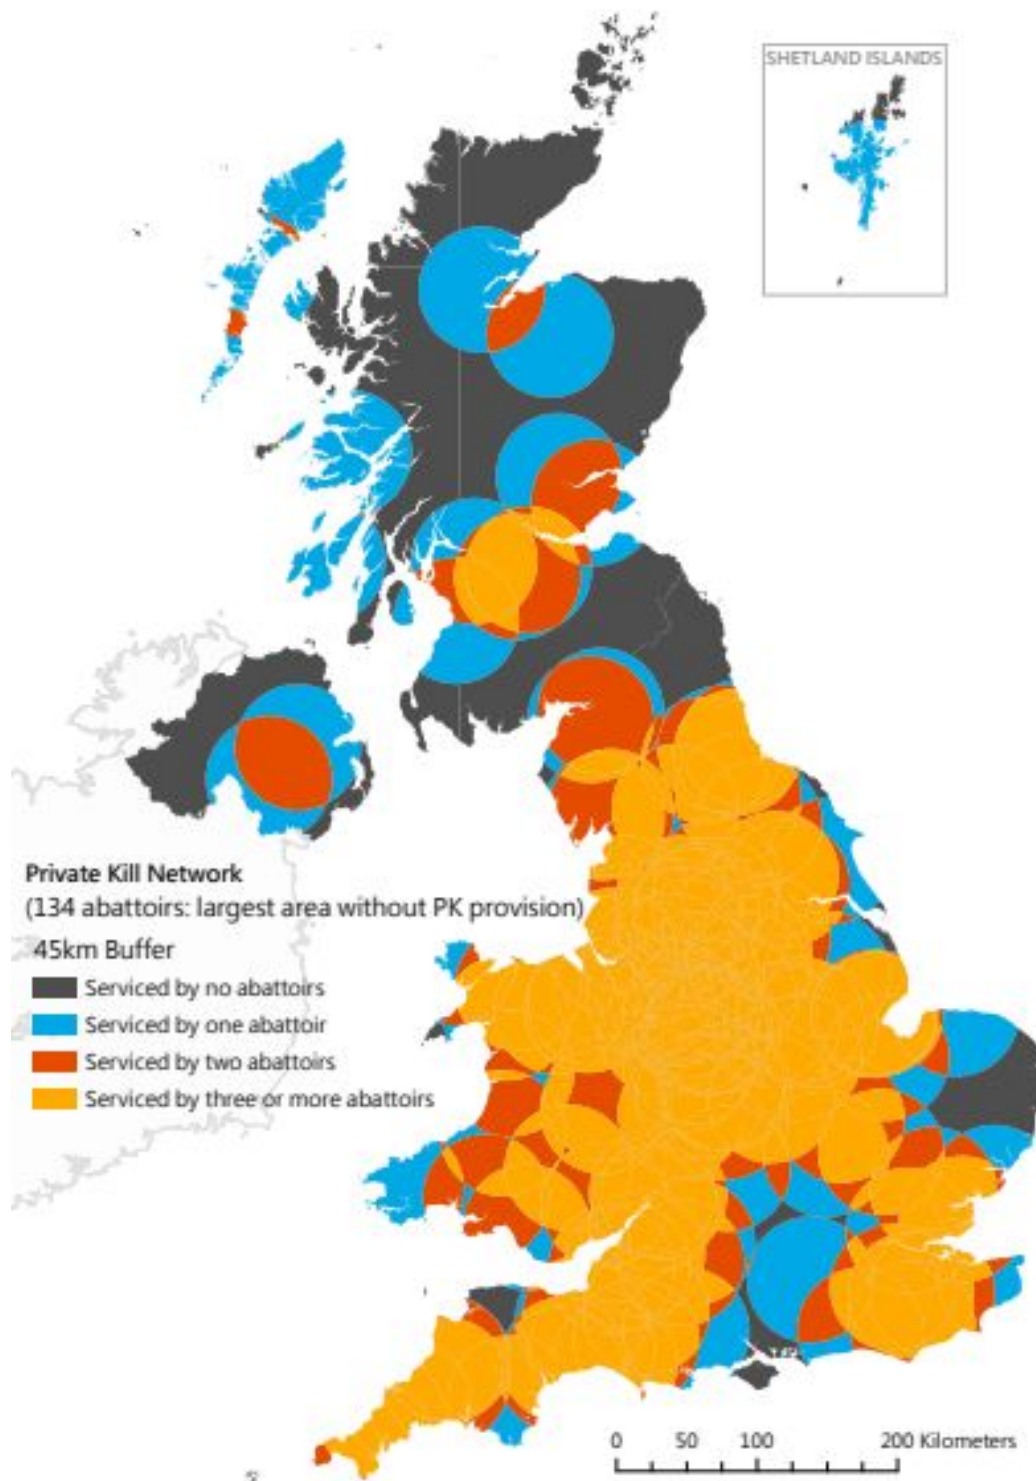 SHETLAND ISLANDS
Private Kill Network
(134 abattoirs: largest area without PK provision)
45km Buffer
Serviced by no abattoirs
Serviced by one abattoir
Serviced by two abattoirs
Serviced by three or more abattoirs
0 50 100 200 Kilometers